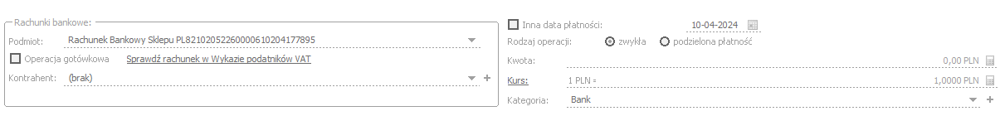 Rachunki bankowe:
Podmiot: Rachunek Bankowy Sklepu PL82102052260000610204177895
Operacja gotówkowa Sprawdź rachunek w Wykazie podatników VAT
Kontrahent: (brak)
Inna data płatności: 10-04-2024
Rodzaj operacji: zwykła podzielona płatność
Kwota: 0,00 PLN
Kurs: 1 PLN = 1,0000 PLN
Kategoria: Bank